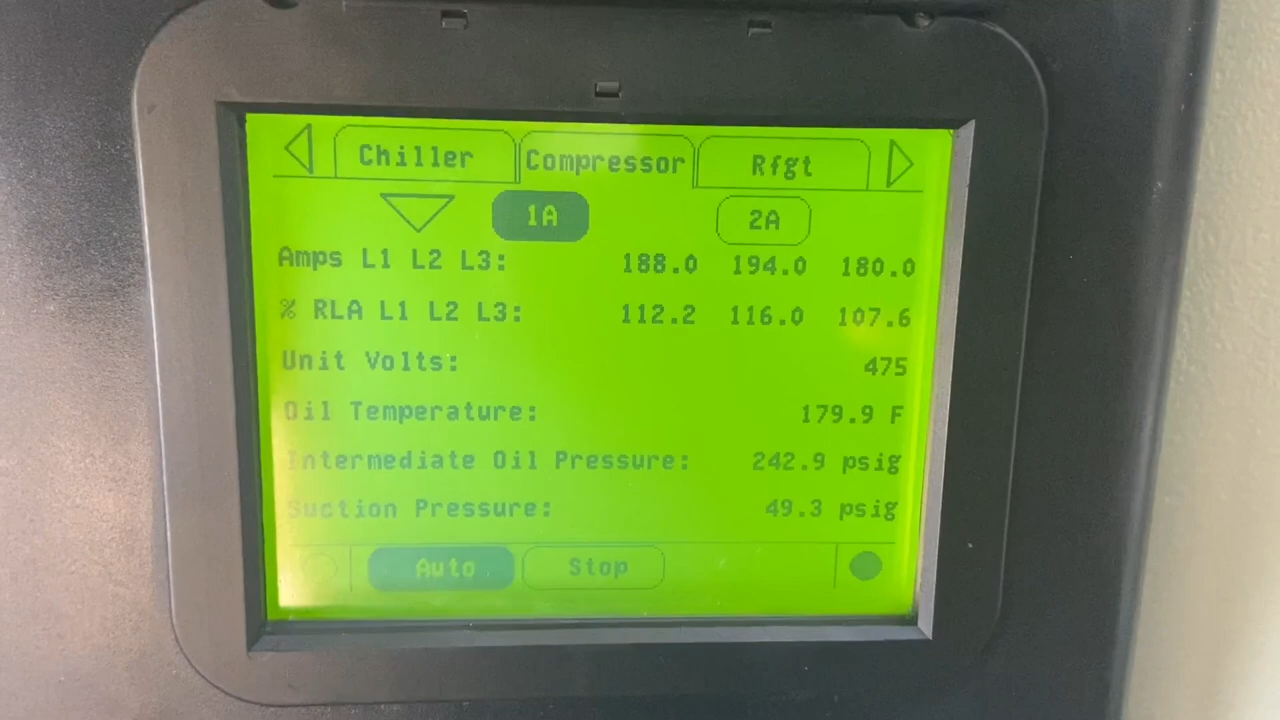 Chiller Compressor Rfgt
1A 2A
Amps L1 L2 L3: 188.0 194.0 180.0
% RLA L1 L2 L3: 112.2 116.0 107.6
Unit Volts: 475
Oil Temperature: 179.9 F
Intermediate Oil Pressure: 242.9 psig
Suction Pressure: 49.3 psig
Auto Stop